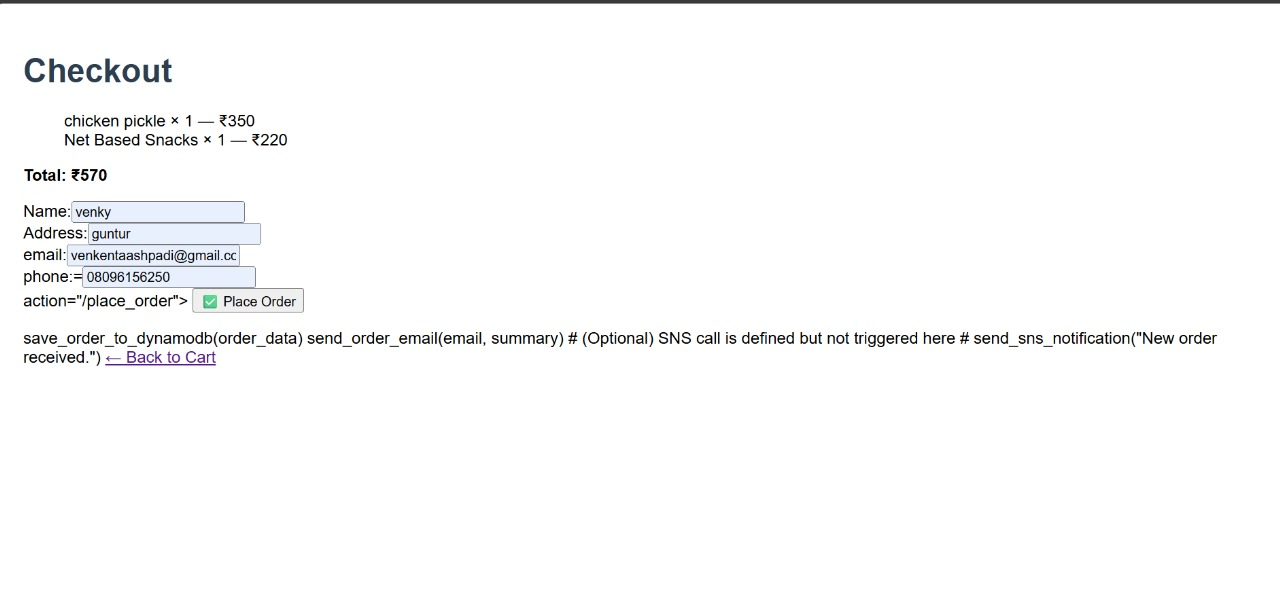 Checkout
chicken pickle × 1 — ₹350
Net Based Snacks × 1 — ₹220
Total: ₹570
Name: venky
Address: guntur
email: venkentaashpadi@gmail.cc
phone:= 08096156250
action="/place_order"> ✅ Place Order
save_order_to_dynamodb(order_data) send_order_email(email, summary) # (Optional) SNS call is defined but not triggered here # send_sns_notification("New order
received.") ← Back to Cart